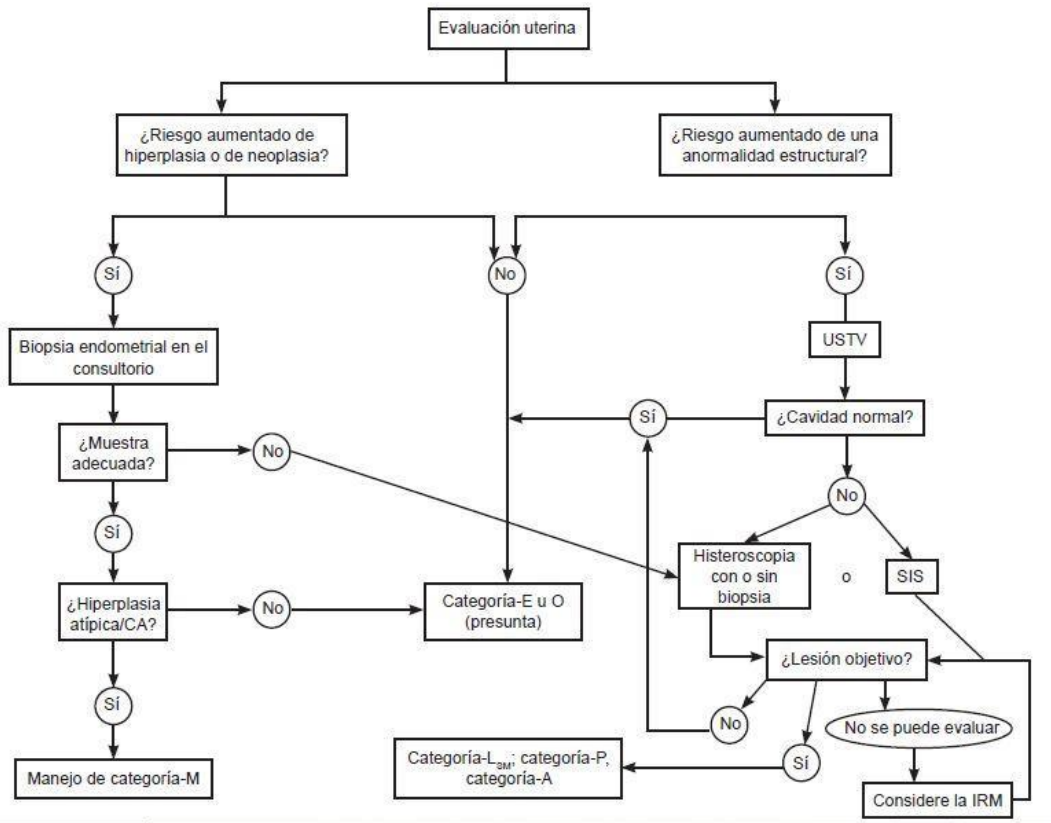 Evaluación uterina
¿Riesgo aumentado de
hiperplasia o de neoplasia?
¿Riesgo aumentado de una
anormalidad estructural?
Sí
No
Sí
Biopsia endometrial en el
consultorio
USTV
Sí
¿Cavidad normal?
¿Muestra
adecuada?
No
No
Sí
Histeroscopia
con o sin
biopsia
o
SIS
¿Hiperplasia
atípica/CA?
No
Categoría-E u O
(presunta)
¿Lesión objetivo?
Sí
No
No se puede evaluar
Categoría-LSM; categoría-P,
categoría-A
Sí
Manejo de categoría-M
Considere la IRM